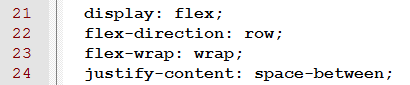 21 display: flex;
22 flex-direction: row;
23 flex-wrap: wrap;
24 justify-content: space-between;